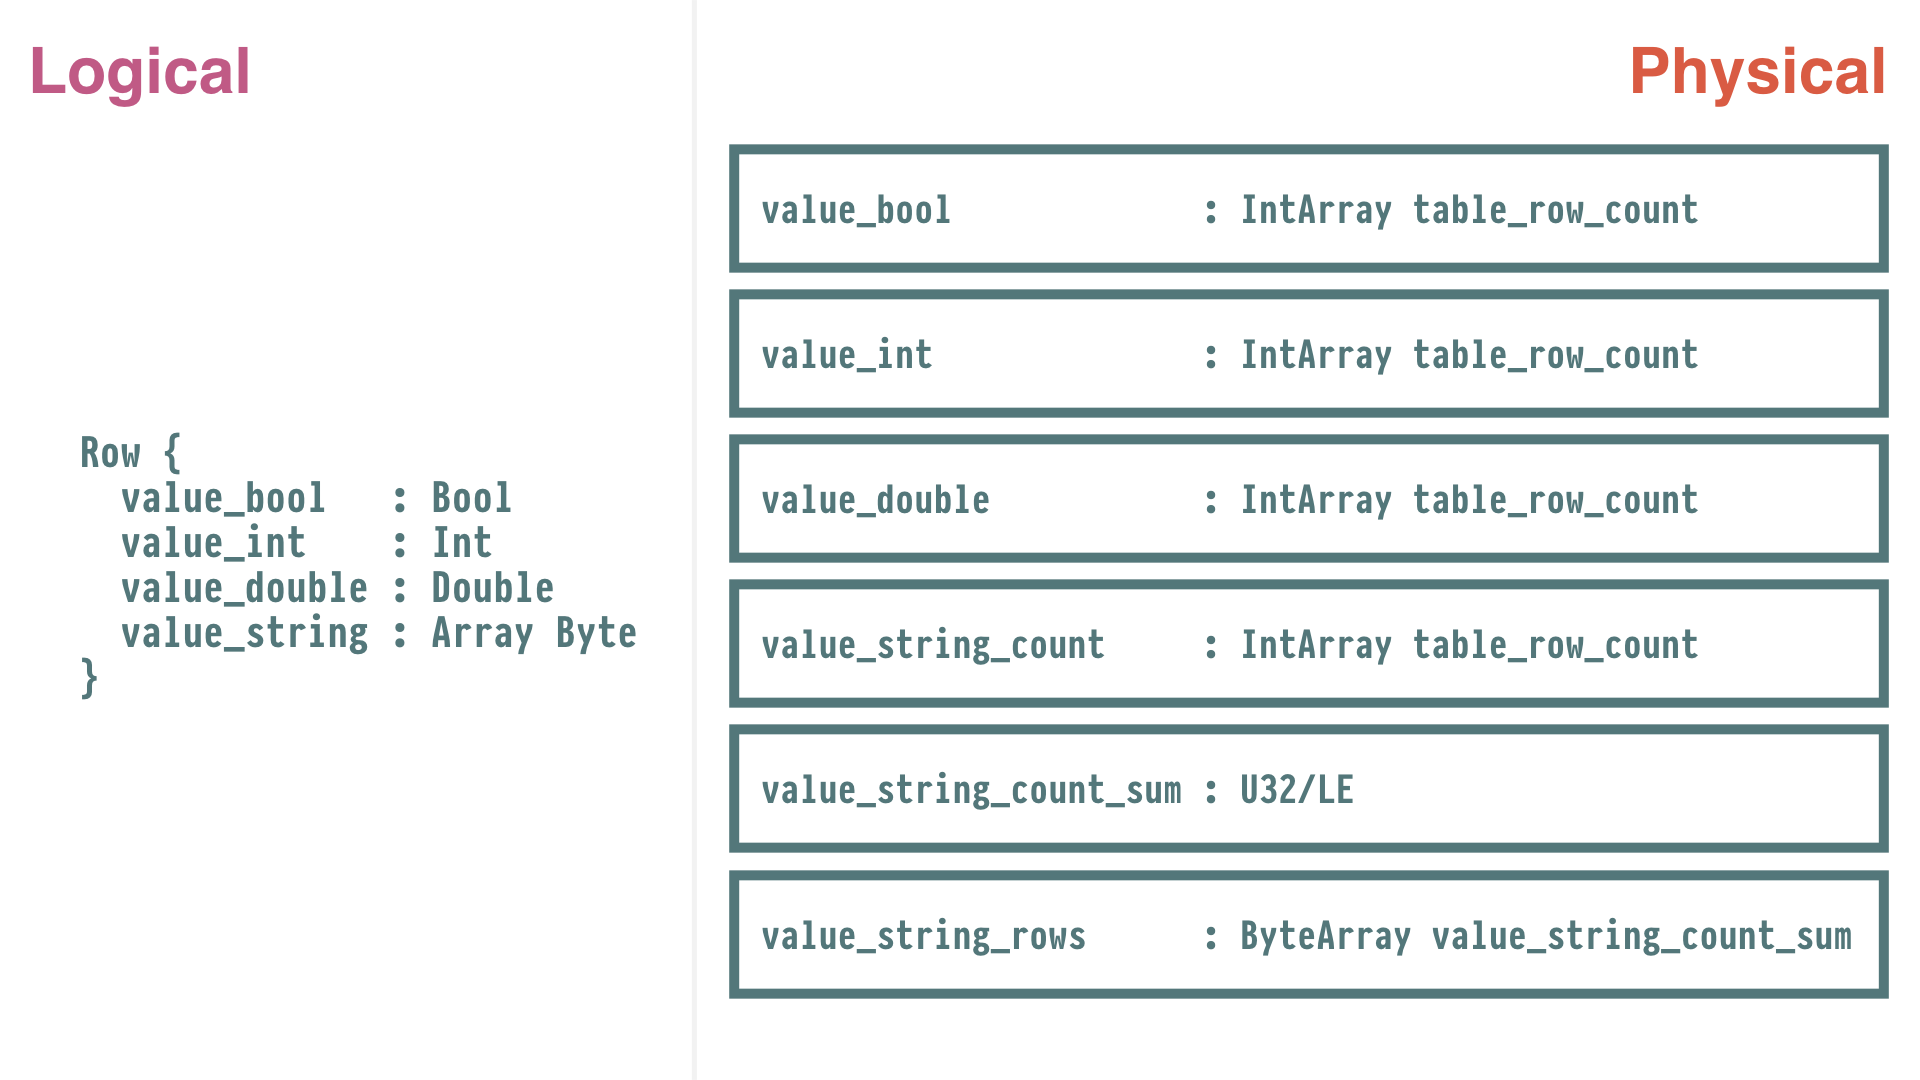 Logical
Row {
  value_bool   : Bool
  value_int    : Int
  value_double : Double
  value_string : Array Byte
}
Physical
value_bool             : IntArray table_row_count
value_int              : IntArray table_row_count
value_double           : IntArray table_row_count
value_string_count     : IntArray table_row_count
value_string_count_sum : U32/LE
value_string_rows      : ByteArray value_string_count_sum